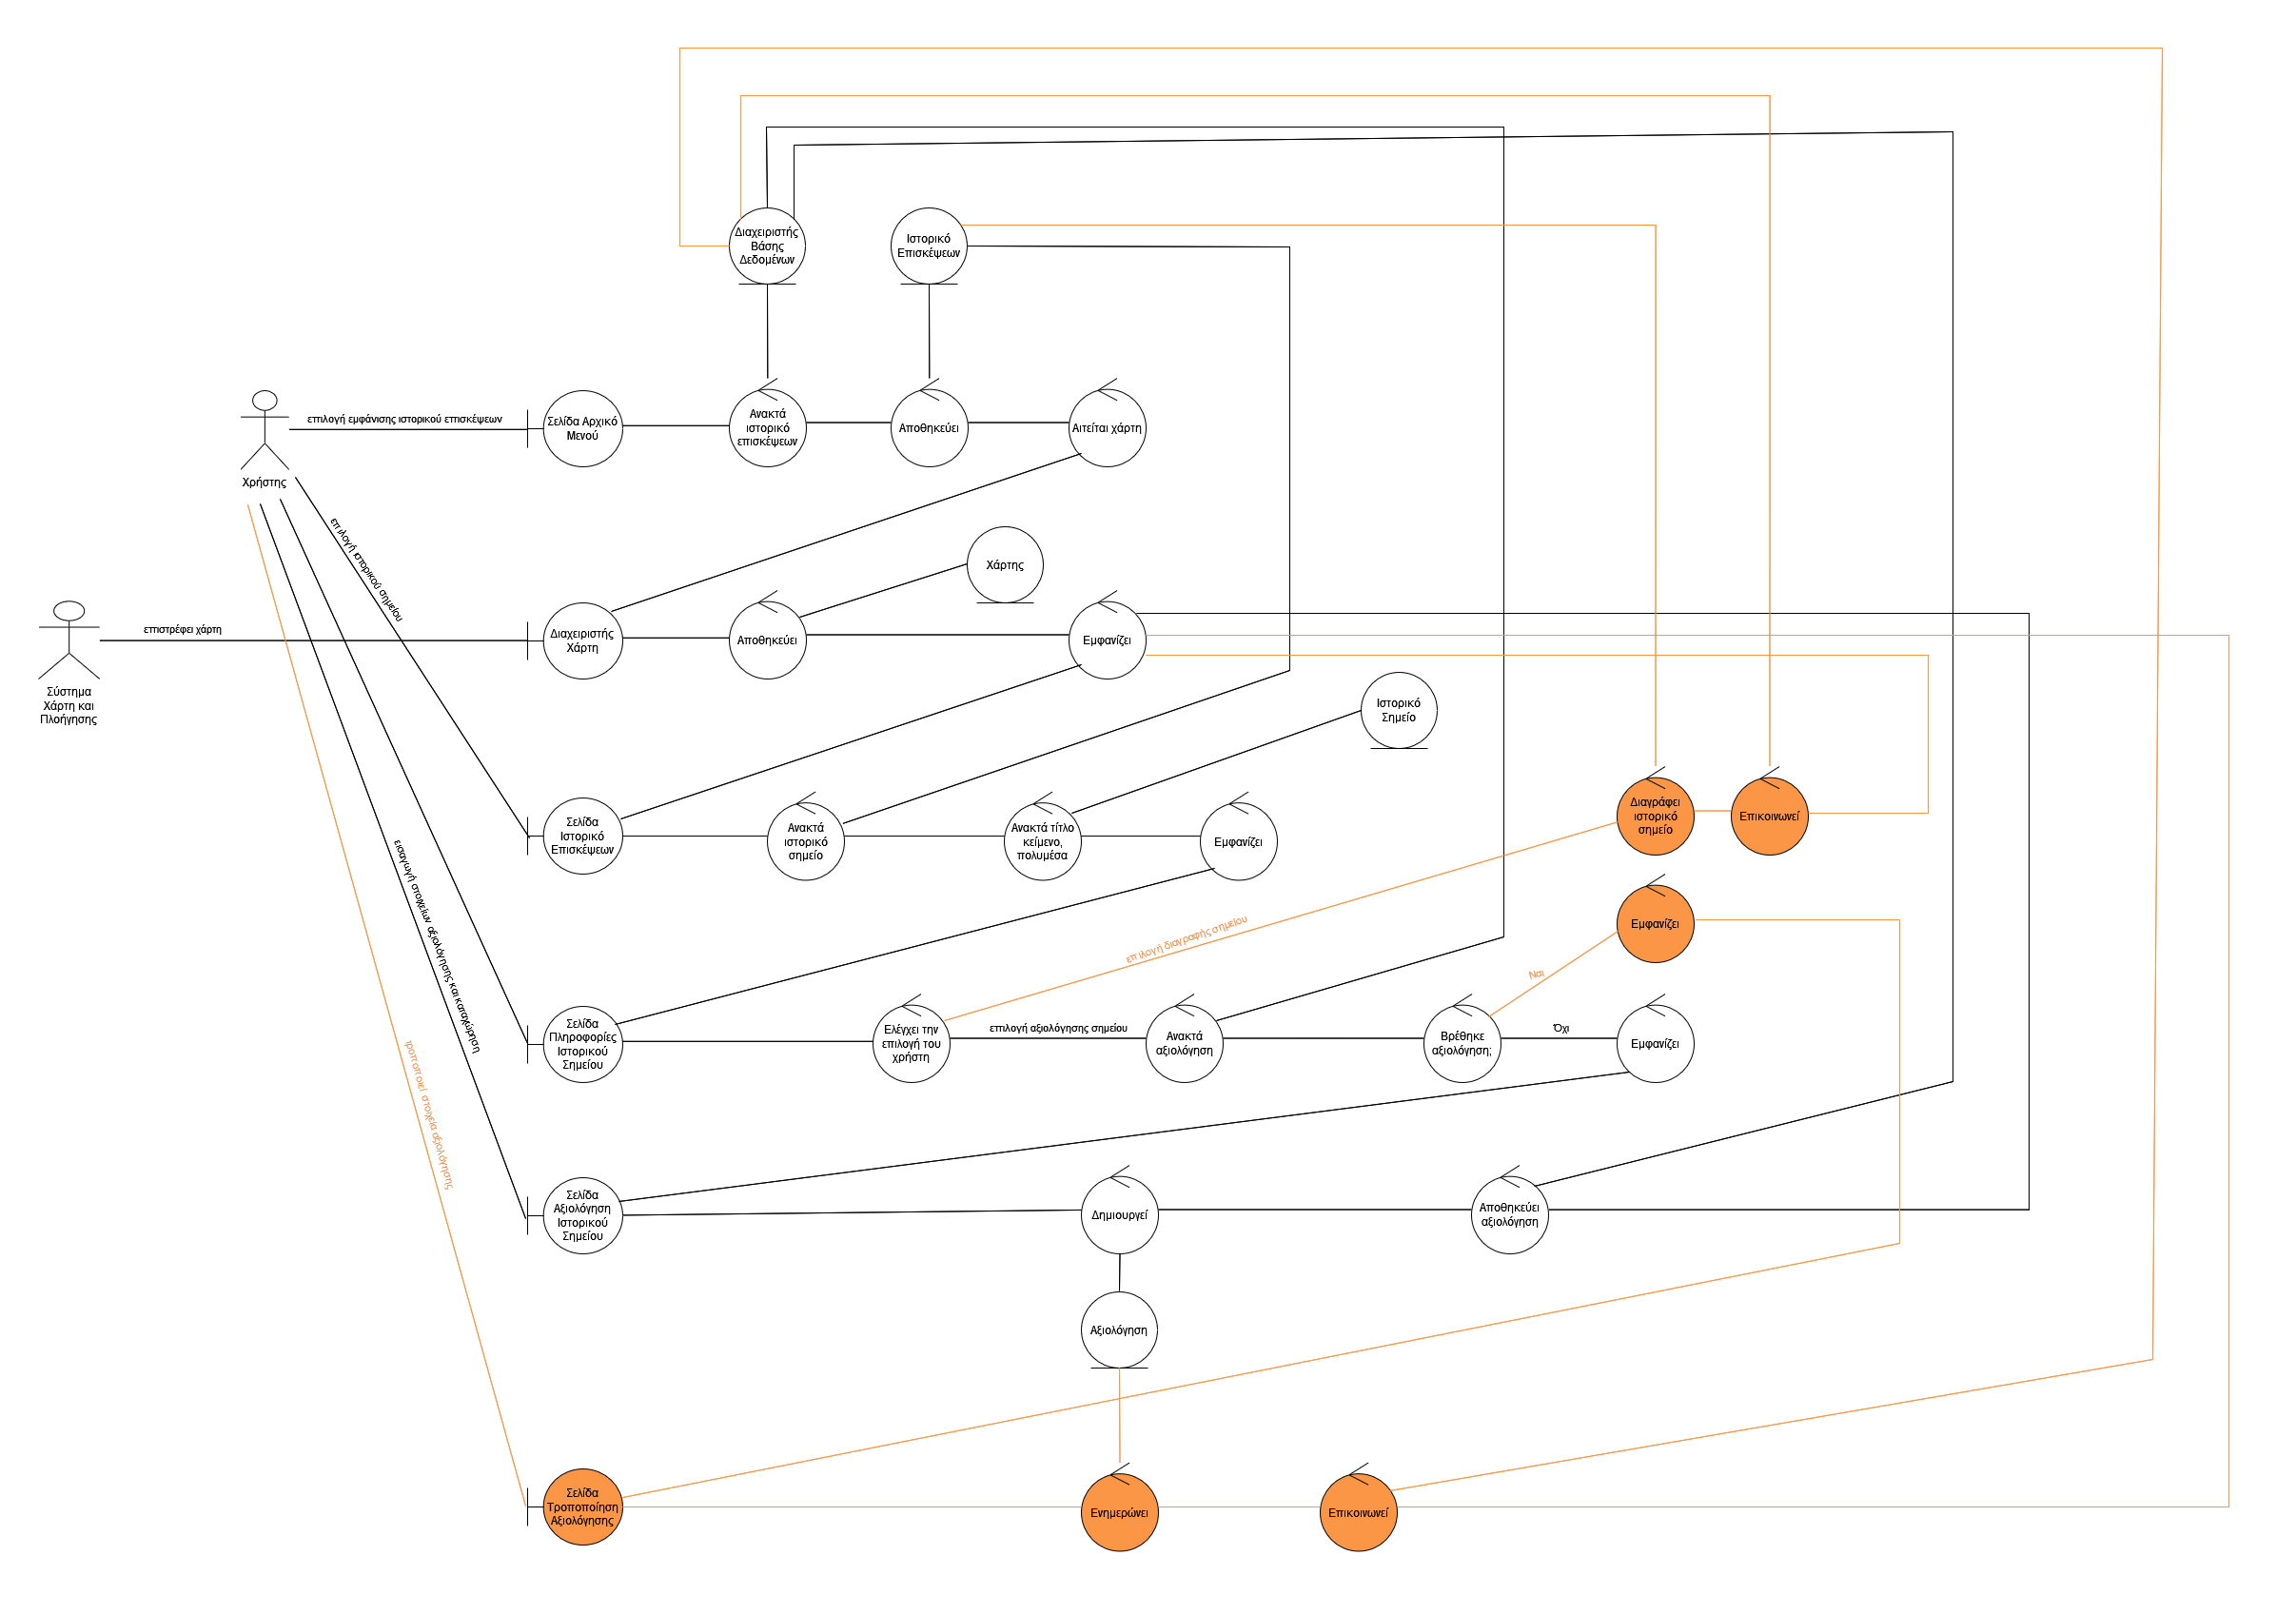 Διαχειριστής
Βάσης
Δεδομένων
Ιστορικό
Επισκέψεων
επιλογή εμφάνισης ιστορικού επισκέψεων
Σελίδα Αρχικό
Μενού
Ανακτά
ιστορικό
επισκέψεων
Αποθηκεύει
Αιτείται χάρτη
Χρήστης
επιλογή ιστορικού σημείου
Χάρτης
επιστρέφει χάρτη
Διαχειριστής
Χάρτη
Αποθηκεύει
Εμφανίζει
Σύστημα
Χάρτη και
Πλοήγησης
Ιστορικό
Σημείο
Σελίδα
Ιστορικό
Επισκέψεων
Ανακτά
ιστορικό
σημείο
Ανακτά τίτλο
κείμενο,
πολυμέσα
Εμφανίζει
Διαγράφει
ιστορικό
σημείο
Επικοινωνεί
εισαγωγή στοιχείων αξιολόγησης και καταχώρηση
επιλογή διαγραφής σημείου
Εμφανίζει
Ναι
Σελίδα
Πληροφορίες
Ιστορικού
Σημείου
Ελέγχει την
επιλογή του
χρήστη
επιλογή αξιολόγησης σημείου
Ανακτά
αξιολόγηση
Βρέθηκε
αξιολόγηση;
Όχι
Εμφανίζει
τροποποιεί στοιχεία αξιολόγησης
Σελίδα
Αξιολόγηση
Ιστορικού
Σημείου
Δημιουργεί
Αποθηκεύει
αξιολόγηση
Αξιολόγηση
Σελίδα
Τροποποίηση
Αξιολόγησης
Ενημερώνει
Επικοινωνεί